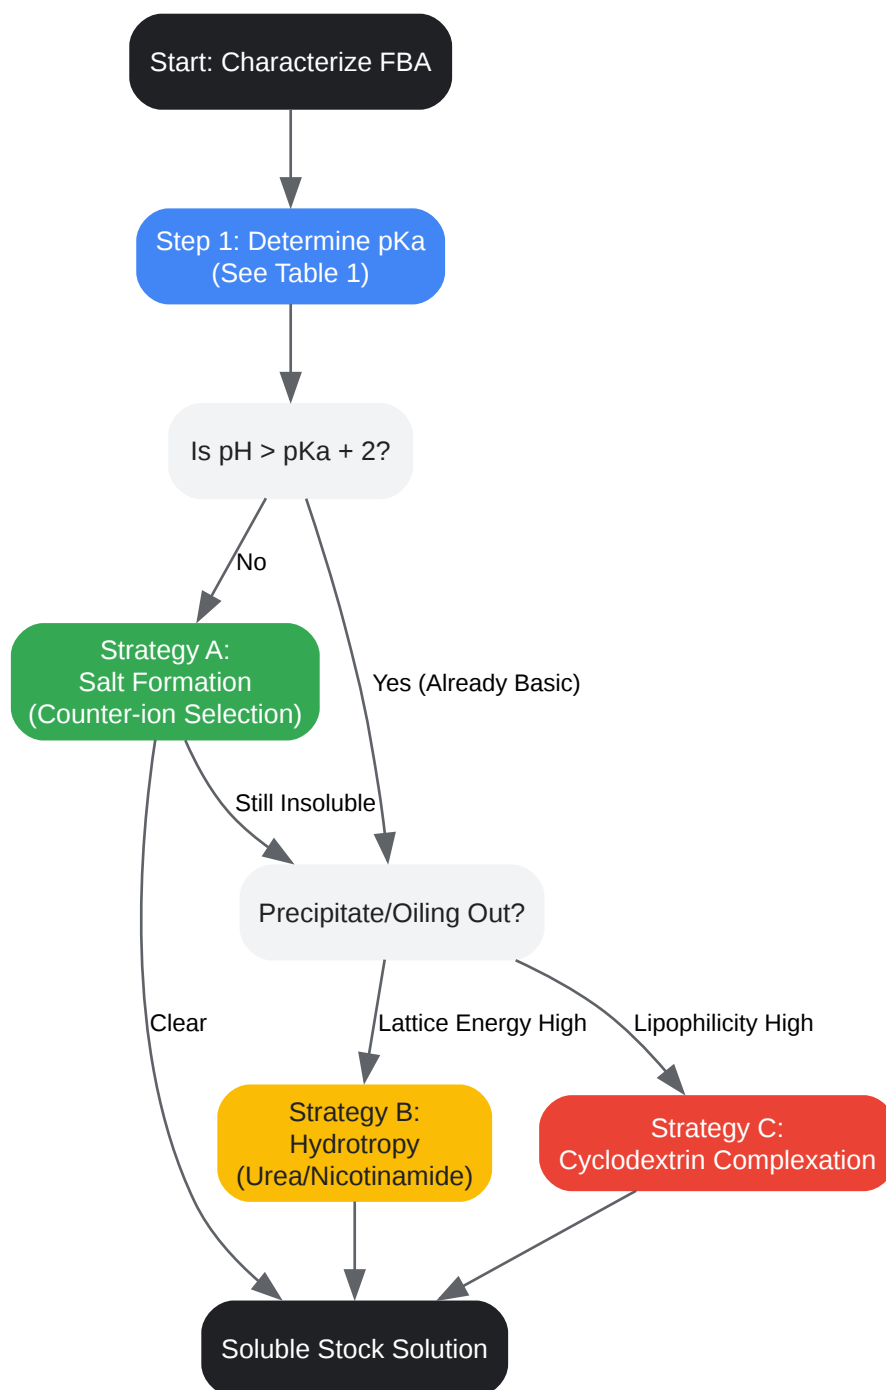 Start: Characterize FBA
Step 1: Determine pKa
(See Table 1)
Is pH > pKa + 2?
No
Yes (Already Basic)
Strategy A:
Salt Formation
(Counter-ion Selection)
Still Insoluble
Precipitate/Oiling Out?
Clear
Lattice Energy High
Lipophilicity High
Strategy B:
Hydrotropy
(Urea/Nicotinamide)
Strategy C:
Cyclodextrin Complexation
Soluble Stock Solution